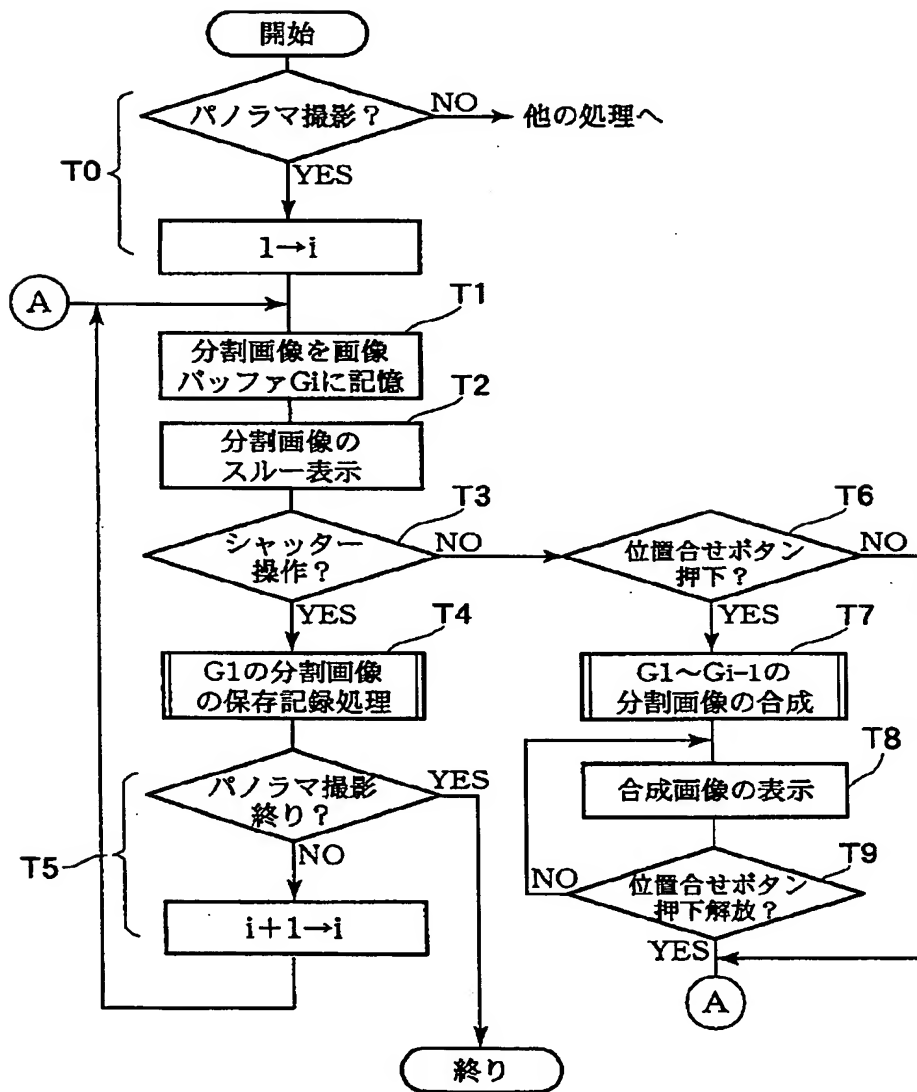 開始
パノラマ撮影？
NO
他の処理へ
T0
YES
1→i
A
T1
分割画像を画像
バッファGiに記憶
T2
分割画像の
スルー表示
T3
シャッター
操作？
NO
T6
位置合せボタン
押下？
NO
YES
T4
G1の分割画像
の保存記録処理
YES
T7
G1～Gi-1の
分割画像の合成
T8
合成画像の表示
T5
パノラマ撮影
終り？
YES
NO
i+1→i
T9
位置合せボタン
押下解放？
NO
YES
A
終り